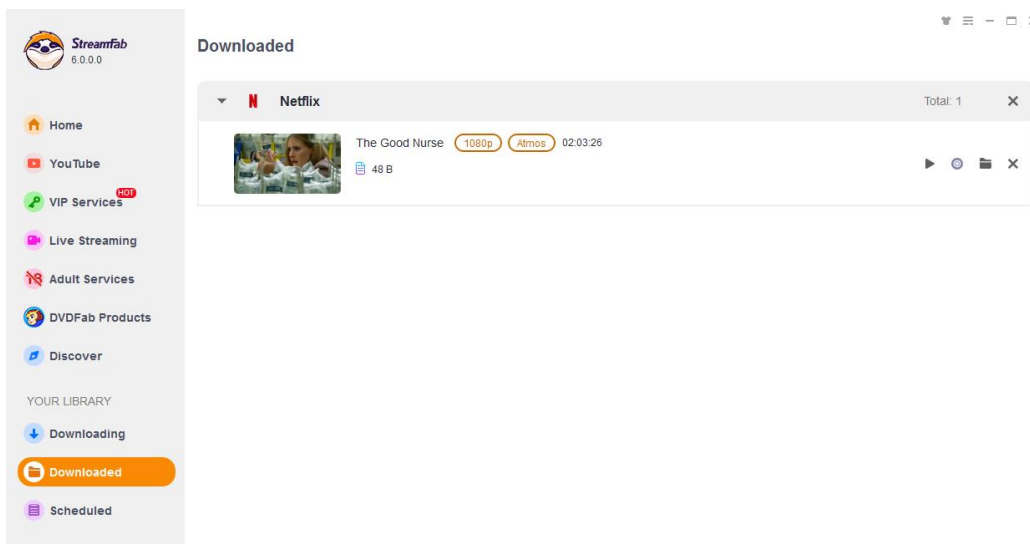 StreamFab
6.0.0.0
Home
YouTube
VIP Services HOT
Live Streaming
Adult Services
DVDFab Products
Discover
YOUR LIBRARY
Downloading
Downloaded
Scheduled
Downloaded
N Netflix Total: 1
The Good Nurse 1080p Atmos 02:03:26
48 B